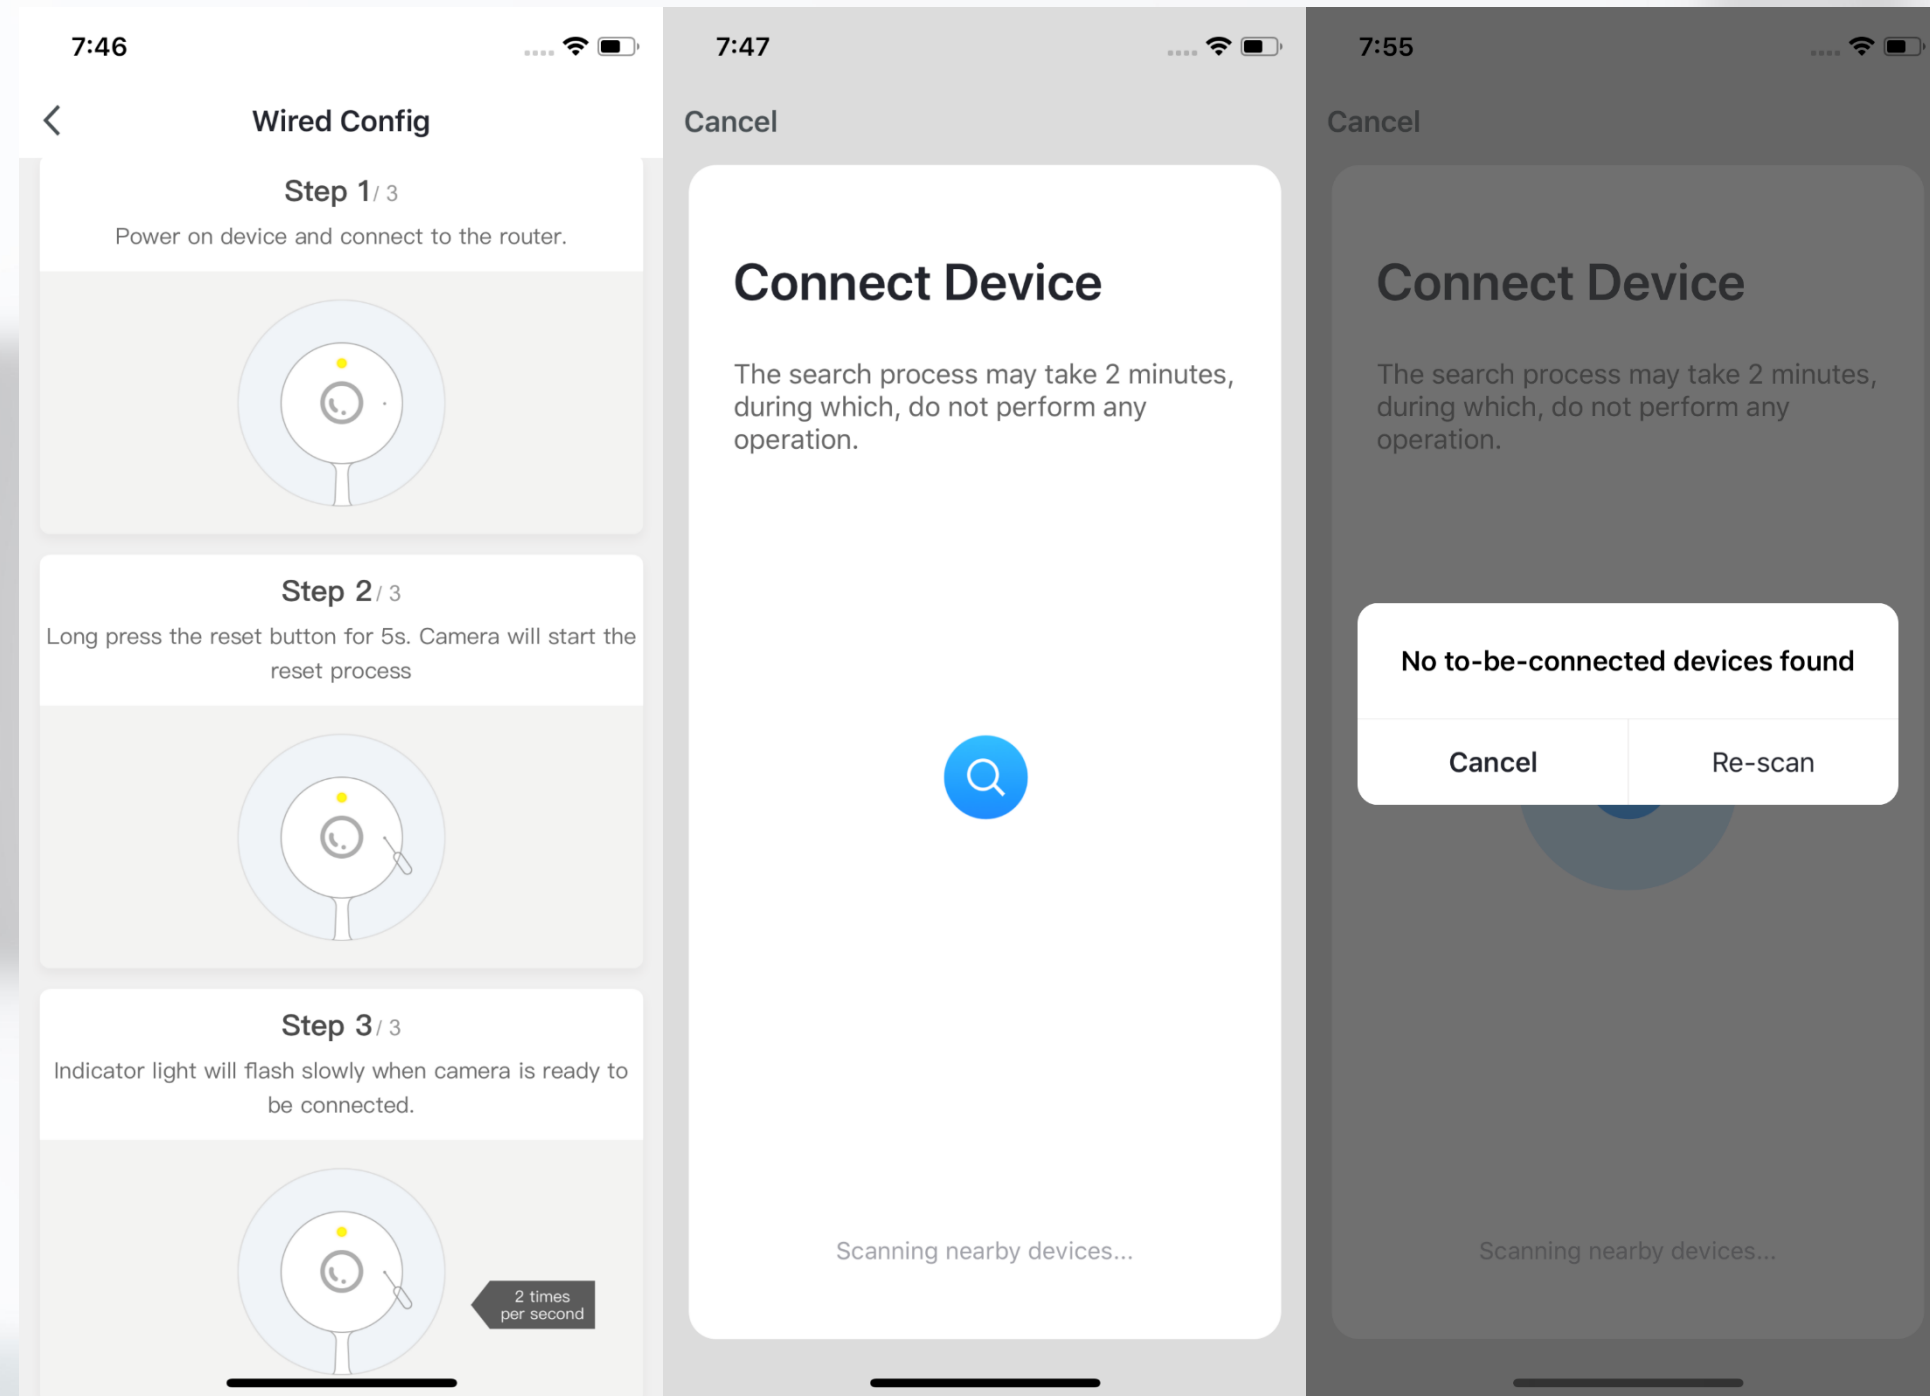 7:46
Wired Config
Step 1/ 3
Power on device and connect to the router.
Step 2/ 3
Long press the reset button for 5s. Camera will start the
reset process
Step 3/ 3
Indicator light will flash slowly when camera is ready to
be connected.
2 times
per second
7:47
Cancel
Connect Device
The search process may take 2 minutes,
during which, do not perform any
operation.
Scanning nearby devices...
7:55
Cancel
Connect Device
The search process may take 2 minutes,
during which, do not perform any
operation.
No to-be-connected devices found
Cancel
Re-scan
Scanning nearby devices...